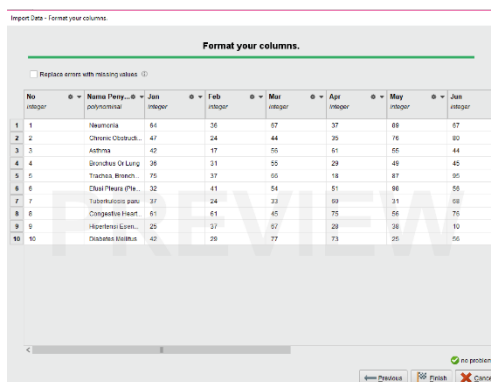 Import Data - Format your columns.
Format your columns.
Replace errors with missing values
No Nama Peny... Jan Feb Mar Apr May Jun
integer polynominal integer integer integer integer integer integer
1 1 Neumonia 64 36 67 37 89 67
2 2 Chronic Obstructi... 47 24 44 35 76 80
3 3 Asthma 42 17 56 61 55 44
4 4 Bronchus Or Lung 36 31 55 29 49 45
5 5 Trachea, Bronch... 75 37 66 18 87 95
6 6 Efusi Pleura (Ple... 32 41 54 51 98 56
7 7 Tuberkulosis paru 37 24 33 69 31 68
8 8 Congestive Heart... 61 61 45 75 56 76
9 9 Hipertensi Esen... 25 37 67 28 38 10
10 10 Diabetes Mellitus 42 29 77 73 25 56
PREVIEW
no problem
Previous Finish Cance